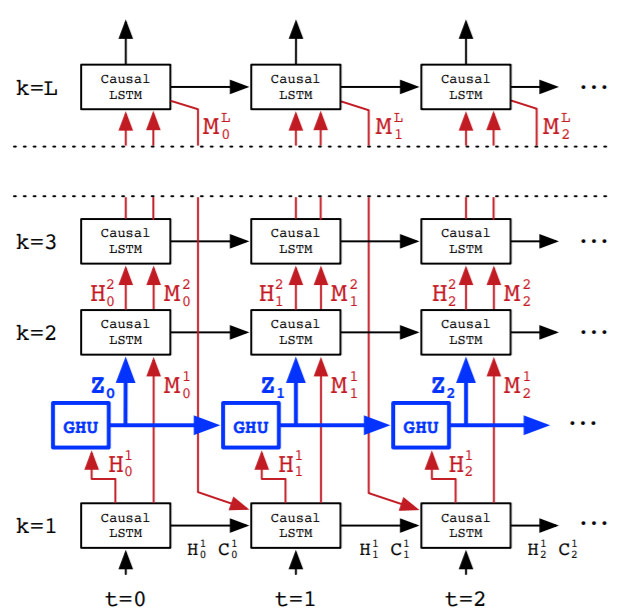 k=L
Causal LSTM Causal LSTM Causal LSTM ...
M_0^L M_1^L M_2^L
k=3
Causal LSTM Causal LSTM Causal LSTM ...
H_0^2 M_0^2 H_1^2 M_1^2 H_2^2 M_2^2
k=2
Causal LSTM Causal LSTM Causal LSTM ...
Z_0 M_0^1 Z_1 M_1^1 Z_2 M_2^1
GHU GHU GHU ...
H_0^1 H_1^1 H_2^1
k=1
Causal LSTM Causal LSTM Causal LSTM ...
H_0^1 C_0^1 H_1^1 C_1^1 H_2^1 C_2^1
t=0 t=1 t=2